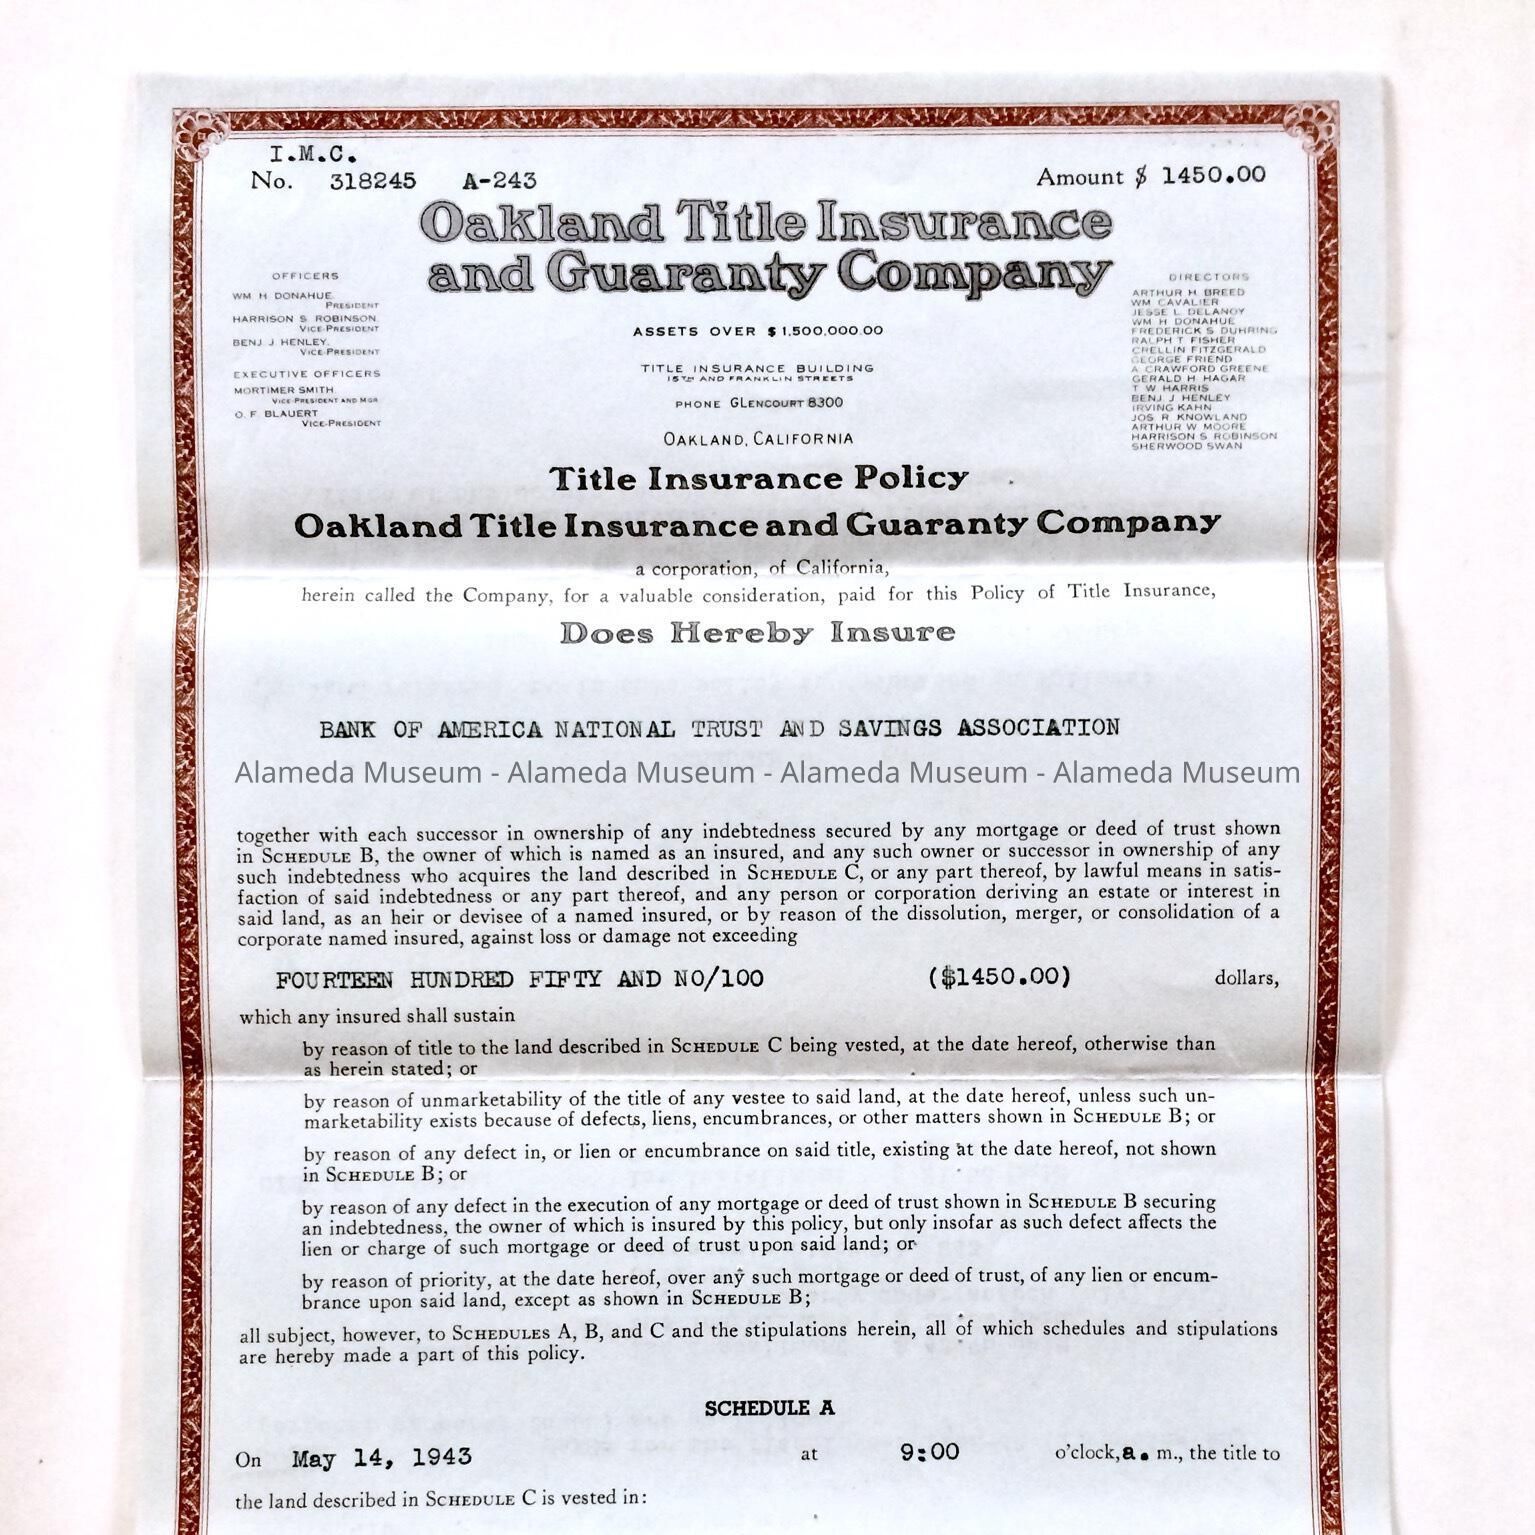 I.M.C.
No. 318245 A-243
Amount $ 1450.00
Oakland Title Insurance
and Guaranty Company
OFFICERS
WM H DONAHUE,
PRESIDENT
HARRISON S ROBINSON,
VICE-PRESIDENT
BENJ J HENLEY,
VICE-PRESIDENT
EXECUTIVE OFFICERS
MORTIMER SMITH
VICE-PRESIDENT AND MGR
O. F. BLAUERT
VICE-PRESIDENT
ASSETS OVER $1,500,000.00
TITLE INSURANCE BUILDING
15TH AND FRANKLIN STREETS
PHONE GLENCOURT 8300
OAKLAND, CALIFORNIA
DIRECTORS
ARTHUR H BREED
WM CAVALIER
JESSE L DELANOY
WM H DONAHUE
FREDERICK S DUHRING
RALPH T FISHER
CRELLIN FITZGERALD
GEORGE FRIEND
A CRAWFORD GREENE
GERALD H HAGAR
T W HARRIS
BENJ J HENLEY
IRVING KAHN
JOS R KNOWLAND
ARTHUR W MOORE
HARRISON S ROBINSON
SHERWOOD SWAN
Title Insurance Policy
Oakland Title Insurance and Guaranty Company
a corporation, of California,
herein called the Company, for a valuable consideration, paid for this Policy of Title Insurance,
Does Hereby Insure
BANK OF AMERICA NATIONAL TRUST AND SAVINGS ASSOCIATION
Alameda Museum - Alameda Museum - Alameda Museum - Alameda Museum
together with each successor in ownership of any indebtedness secured by any mortgage or deed of trust shown
in SCHEDULE B, the owner of which is named as an insured, and any such owner or successor in ownership of any
such indebtedness who acquires the land described in SCHEDULE C, or any part thereof, by lawful means in satis-
faction of said indebtedness or any part thereof, and any person or corporation deriving an estate or interest in
said land, as an heir or devisee of a named insured, or by reason of the dissolution, merger, or consolidation of a
corporate named insured, against loss or damage not exceeding
FOURTEEN HUNDRED FIFTY AND NO/100 ($1450.00) dollars,
which any insured shall sustain
by reason of title to the land described in SCHEDULE C being vested, at the date hereof, otherwise than
as herein stated; or
by reason of unmarketability of the title of any vestee to said land, at the date hereof, unless such un-
marketability exists because of defects, liens, encumbrances, or other matters shown in SCHEDULE B; or
by reason of any defect in, or lien or encumbrance on said title, existing at the date hereof, not shown
in SCHEDULE B; or
by reason of any defect in the execution of any mortgage or deed of trust shown in SCHEDULE B securing
an indebtedness, the owner of which is insured by this policy, but only insofar as such defect affects the
lien or charge of such mortgage or deed of trust upon said land; or
by reason of priority, at the date hereof, over any such mortgage or deed of trust, of any lien or encum-
brance upon said land, except as shown in SCHEDULE B;
all subject, however, to SCHEDULES A, B, and C and the stipulations herein, all of which schedules and stipulations
are hereby made a part of this policy.
SCHEDULE A
On May 14, 1943 at 9:00 o'clock, a. m., the title to
the land described in SCHEDULE C is vested in: